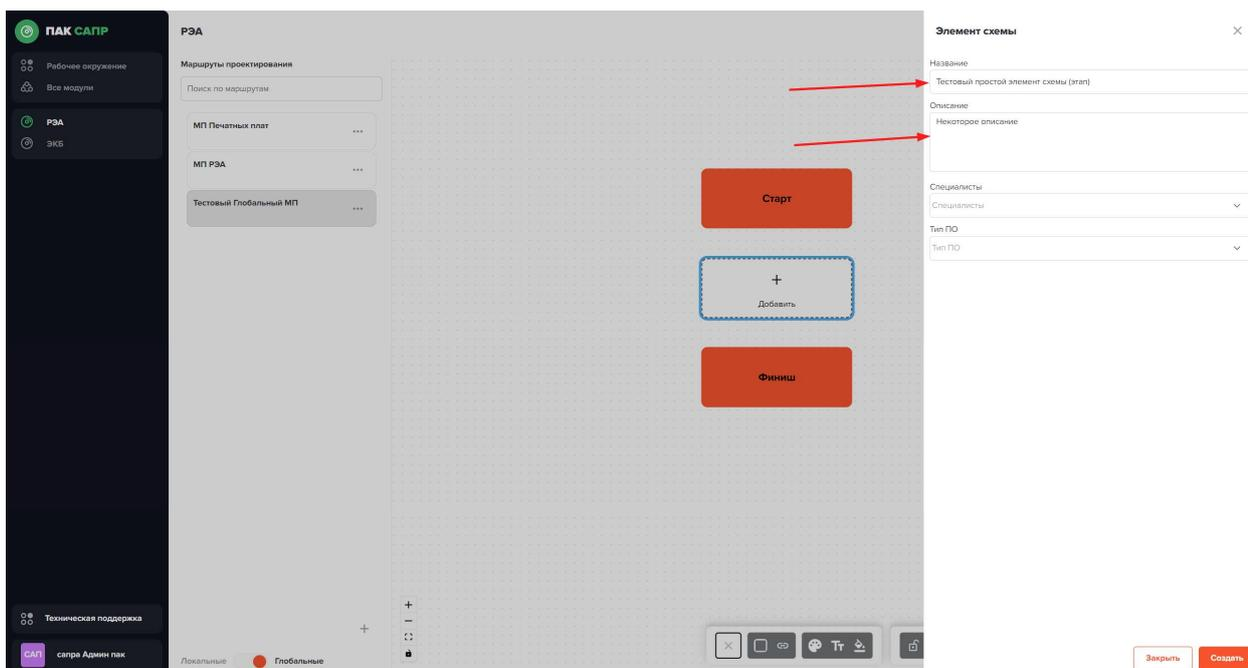 ПАК САПР
Рабочее окружение
Все модули
РЭА
ЭКБ
Техническая поддержка
САП
сапра Админ пак
РЭА
Маршруты проектирования
Поиск по маршрутам
МП Печатных плат
МП РЭА
Тестовый Глобальный МП
Локальные
Глобальные
Старт
Добавить
Финиш
Тт
Элемент схемы
Название
Тестовый простой элемент схемы (этап)
Описание
Некоторое описание
Специалисты
Специалисты
Тип ПО
Тип ПО
Закрыть
Создать